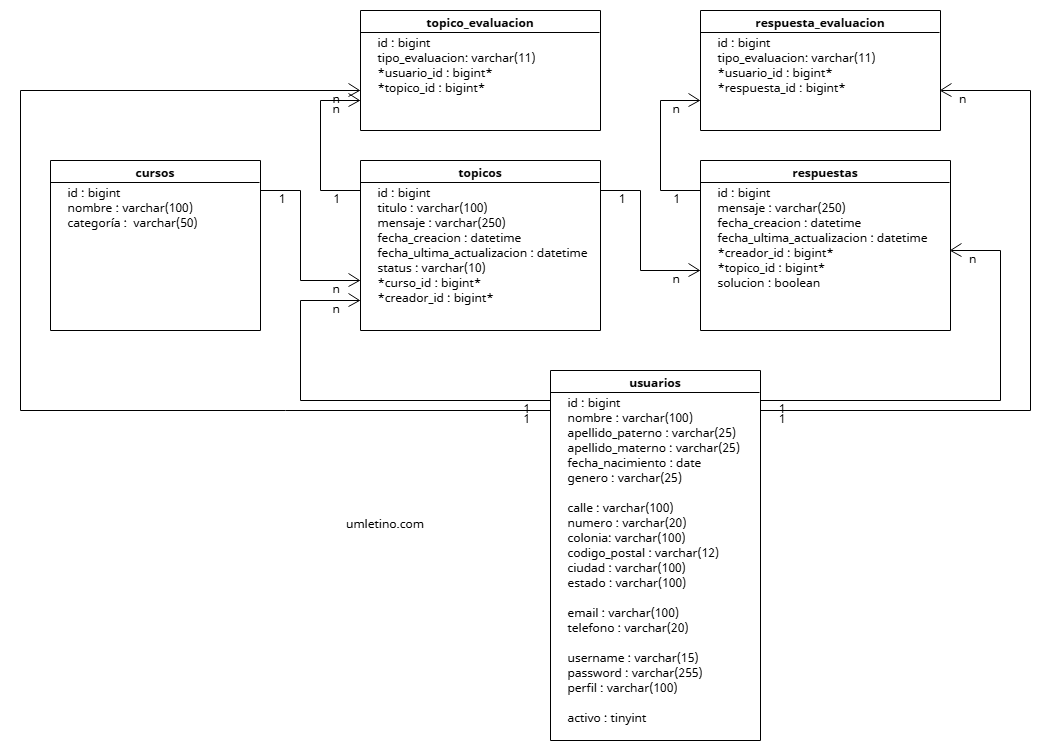 topico_evaluacion
id : bigint
tipo_evaluacion: varchar(11)
*usuario_id : bigint*
*topico_id : bigint*
n
n
respuesta_evaluacion
id : bigint
tipo_evaluacion: varchar(11)
*usuario_id : bigint*
*respuesta_id : bigint*
n
n
cursos
id : bigint
nombre : varchar(100)
categoría :  varchar(50)
1
1
topicos
id : bigint
titulo : varchar(100)
mensaje : varchar(250)
fecha_creacion : datetime
fecha_ultima_actualizacion : datetime
status : varchar(10)
*curso_id : bigint*
*creador_id : bigint*
n
n
1
1
respuestas
id : bigint
mensaje : varchar(250)
fecha_creacion : datetime
fecha_ultima_actualizacion : datetime
*creador_id : bigint*
*topico_id : bigint*
solucion : boolean
n
n
usuarios
id : bigint
nombre : varchar(100)
apellido_paterno : varchar(25)
apellido_materno : varchar(25)
fecha_nacimiento : date
genero : varchar(25)
calle : varchar(100)
numero : varchar(20)
colonia: varchar(100)
codigo_postal : varchar(12)
ciudad : varchar(100)
estado : varchar(100)
email : varchar(100)
telefono : varchar(20)
username : varchar(15)
password : varchar(255)
perfil : varchar(100)
activo : tinyint
1
1
1
1
umletino.com